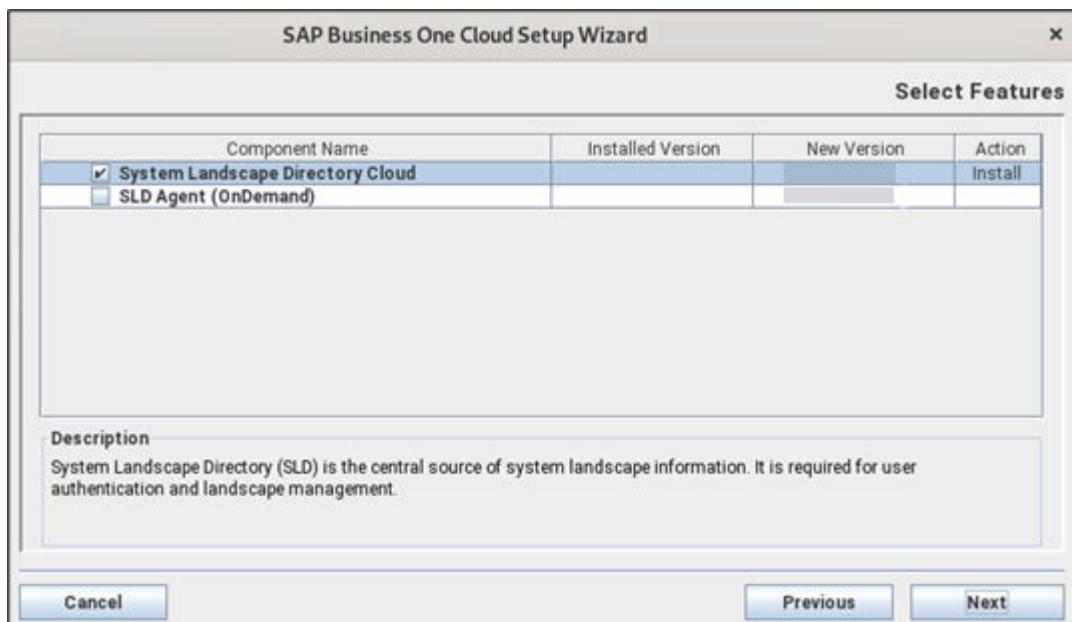 SAP Business One Cloud Setup Wizard
Select Features
Component Name Installed Version New Version Action
System Landscape Directory Cloud Install
SLD Agent (OnDemand)
Description
System Landscape Directory (SLD) is the central source of system landscape information. It is required for user
authentication and landscape management.
Cancel Previous Next